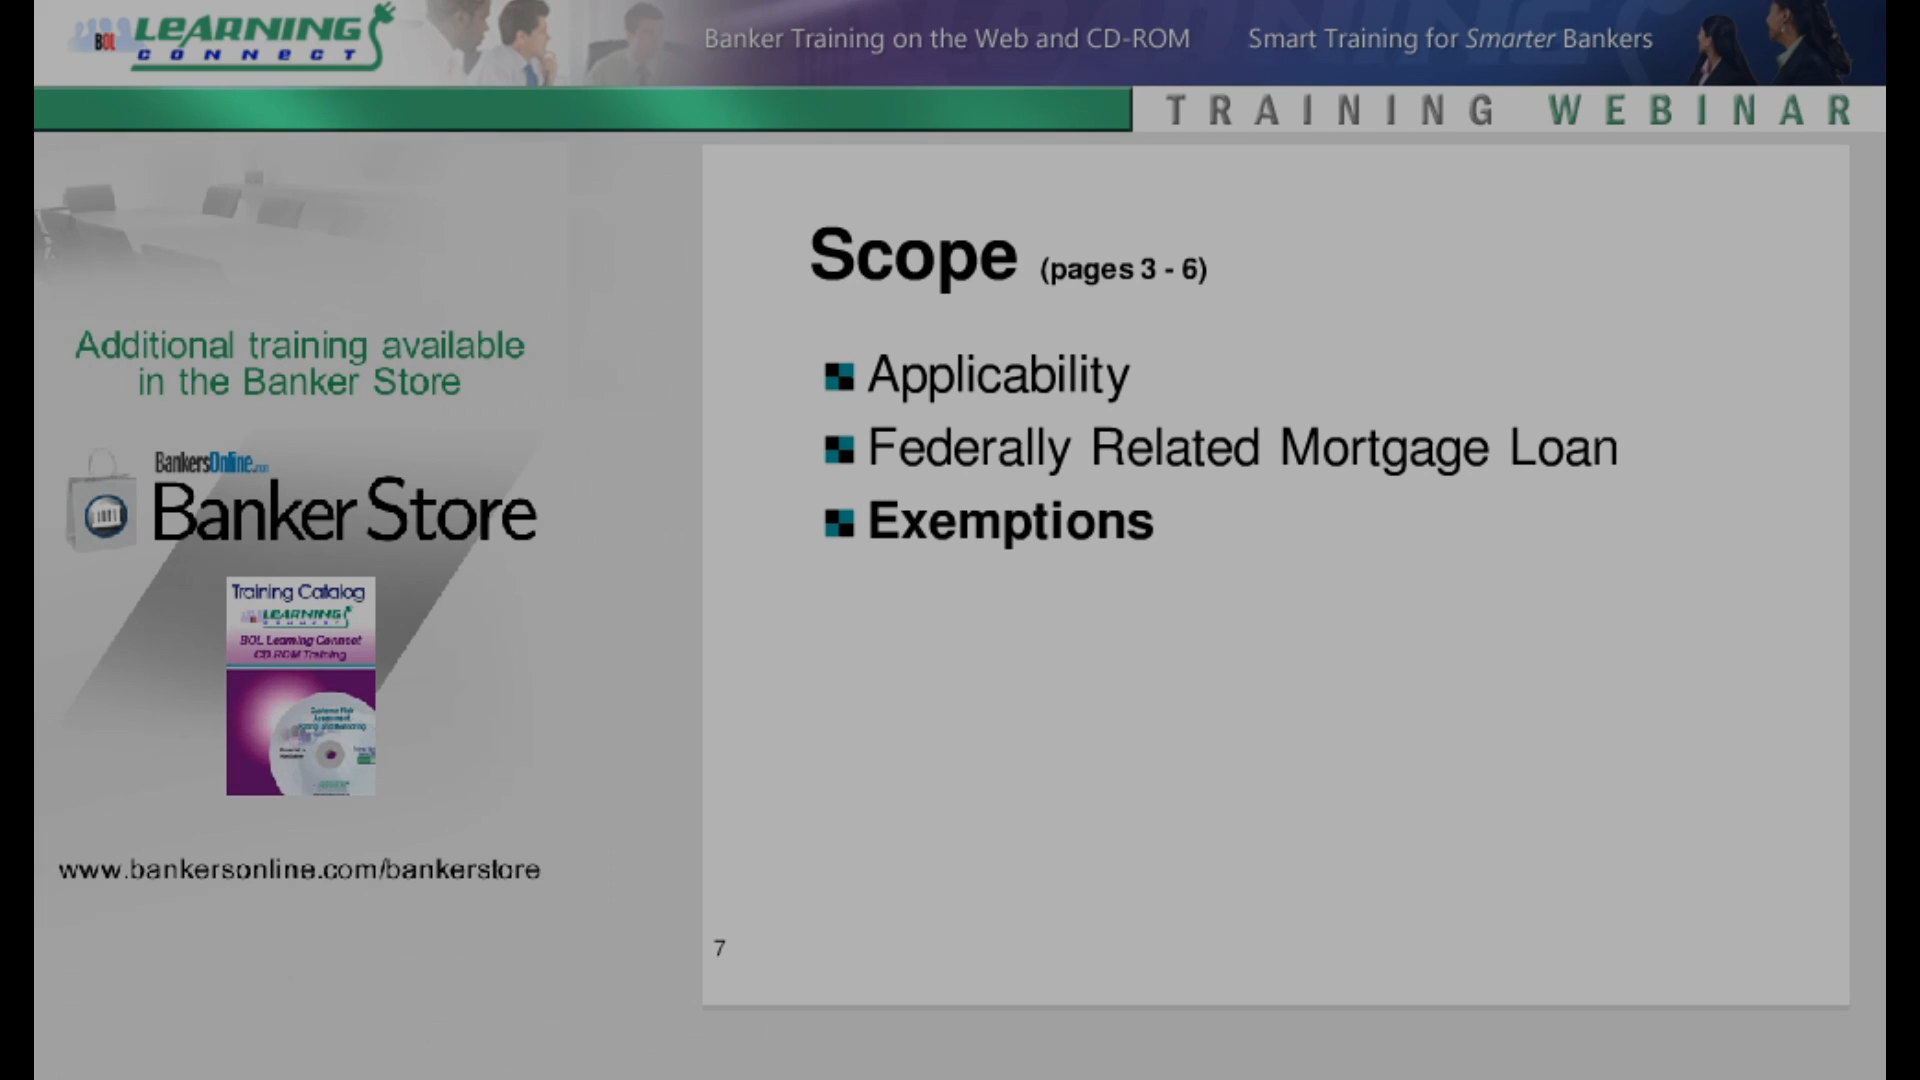 BOL LEARNING
CONNECT
Banker Training on the Web and CD-ROM
Smart Training for Smarter Bankers
TRAINING WEBINAR
Additional training available
in the Banker Store
BankersOnline.com
Banker Store
Training Catalog
LEARNING
BOL Learning Connect
CD ROM Training
www.bankersonline.com/bankerstore
Scope (pages 3 - 6)
Applicability
Federally Related Mortgage Loan
Exemptions
7